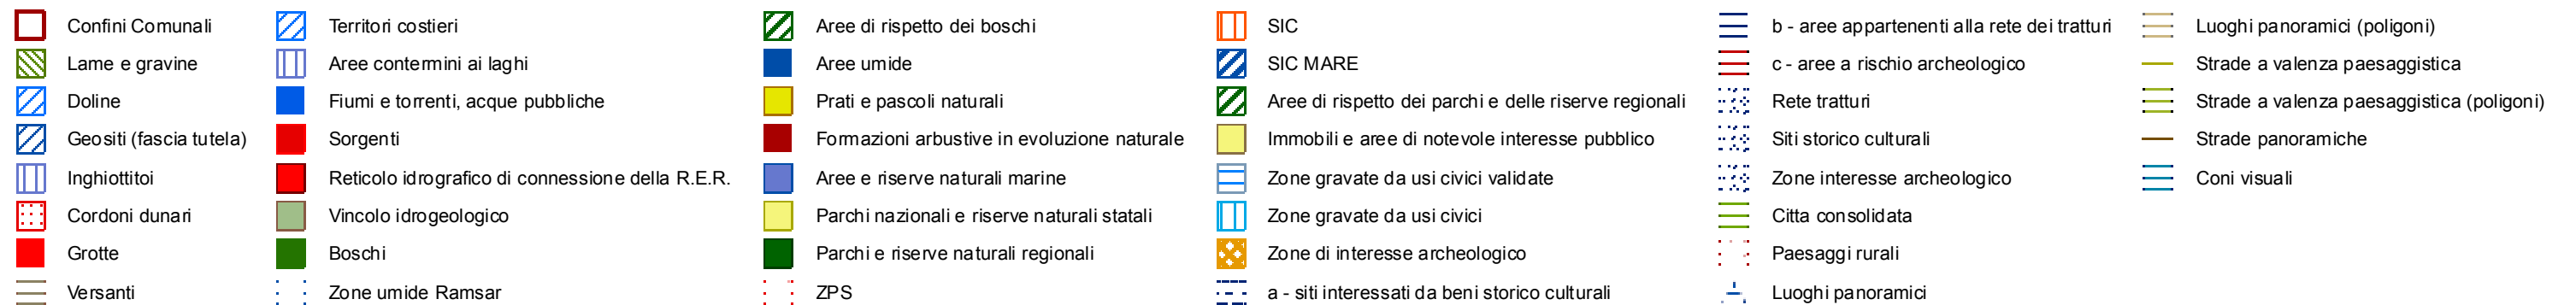 Confini Comunali
Lame e gravine
Doline
Geositi (fascia tutela)
Inghiottitoi
Cordoni dunari
Grotte
Versanti
Territori costieri
Aree contermini ai laghi
Fiumi e torrenti, acque pubbliche
Sorgenti
Reticolo idrografico di connessione della R.E.R.
Vincolo idrogeologico
Boschi
Zone umide Ramsar
Aree di rispetto dei boschi
Aree umide
Prati e pascoli naturali
Formazioni arbustive in evoluzione naturale
Aree e riserve naturali marine
Parchi nazionali e riserve naturali statali
Parchi e riserve naturali regionali
ZPS
SIC
SIC MARE
Aree di rispetto dei parchi e delle riserve regionali
Immobili e aree di notevole interesse pubblico
Zone gravate da usi civici validate
Zone gravate da usi civici
Zone di interesse archeologico
a - siti interessati da beni storico culturali
b - aree appartenenti alla rete dei tratturi
c - aree a rischio archeologico
Rete tratturi
Siti storico culturali
Zone interesse archeologico
Citta consolidata
Paesaggi rurali
Luoghi panoramici
Luoghi panoramici (poligoni)
Strade a valenza paesaggistica
Strade a valenza paesaggistica (poligoni)
Strade panoramiche
Coni visuali